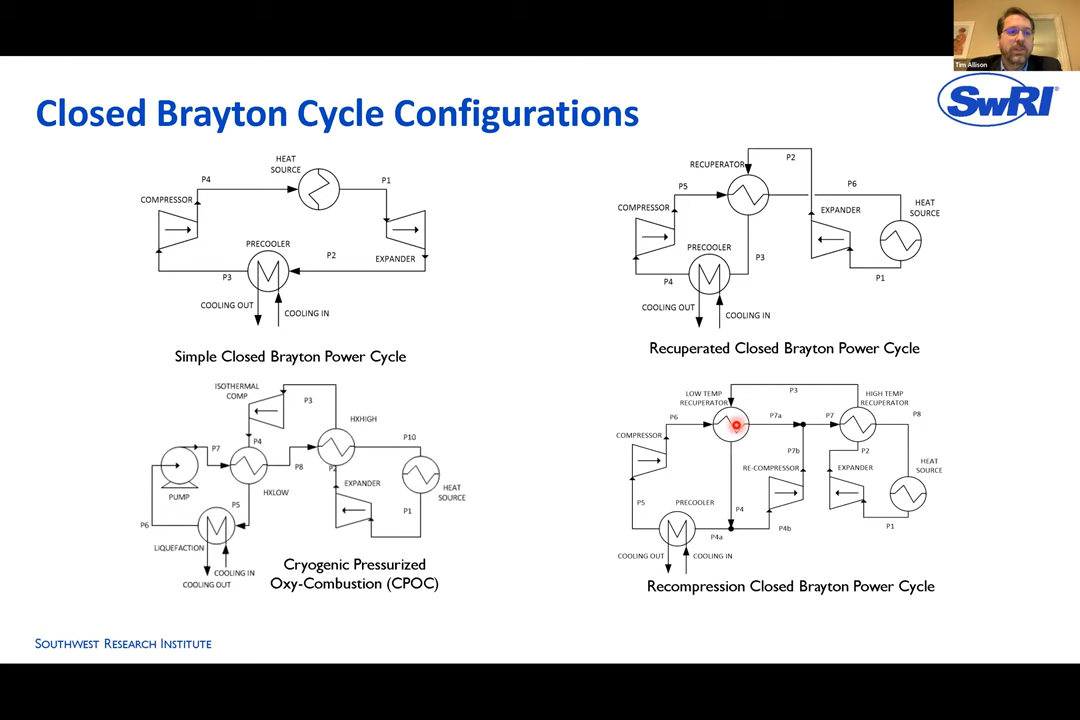 Tim Allison
SwRI
Closed Brayton Cycle Configurations
HEAT
SOURCE
P4
P1
COMPRESSOR
PRECOOLER
P2
EXPANDER
P3
COOLING OUT
COOLING IN
Simple Closed Brayton Power Cycle
RECUPERATOR
P2
P5
P6
COMPRESSOR
EXPANDER
HEAT
SOURCE
PRECOOLER
P3
P4
P1
COOLING OUT
COOLING IN
Recuperated Closed Brayton Power Cycle
ISOTHERMAL
COMP
P3
HXHIGH
P4
P10
P7
P8
P2
PUMP
HXLOW
EXPANDER
HEAT
SOURCE
P5
P1
P6
LIQUEFACTION
COOLING IN
COOLING OUT
Cryogenic Pressurized
Oxy-Combustion (CPOC)
LOW TEMP
RECUPERATOR
P3
HIGH TEMP
RECUPERATOR
P6
P7a
P7
P8
COMPRESSOR
P7b
P2
RE-COMPRESSOR
EXPANDER
HEAT
SOURCE
P5
PRECOOLER
P4
P4a
P4b
P1
COOLING OUT
COOLING IN
Recompression Closed Brayton Power Cycle
SOUTHWEST RESEARCH INSTITUTE